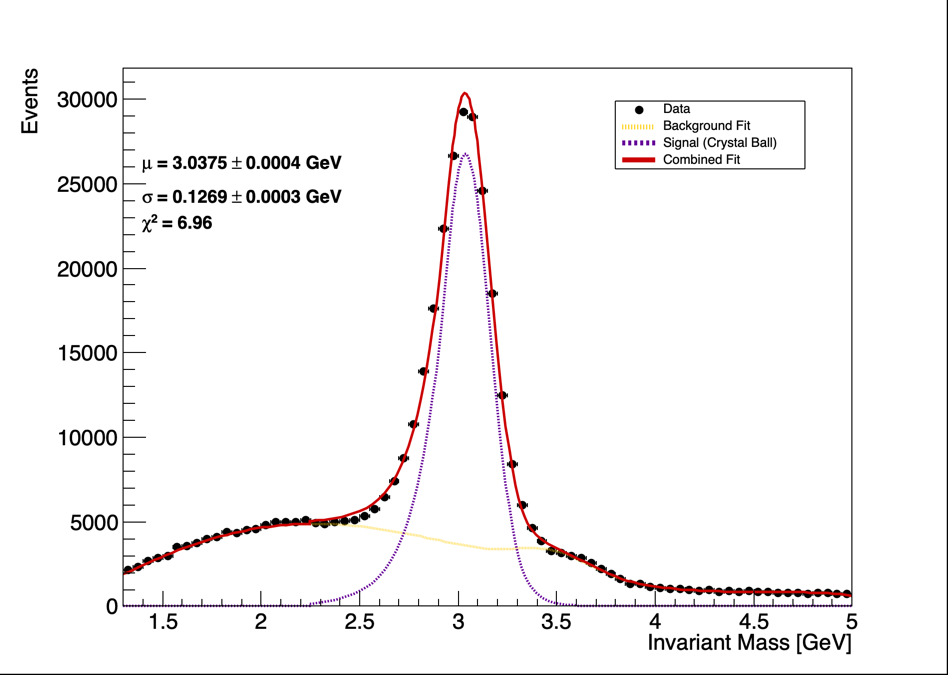 Events
30000
25000
20000
15000
10000
5000
0
μ = 3.0375 ± 0.0004 GeV
σ = 0.1269 ± 0.0003 GeV
χ² = 6.96
Data
Background Fit
Signal (Crystal Ball)
Combined Fit
1.5 2 2.5 3 3.5 4 4.5 5
Invariant Mass [GeV]